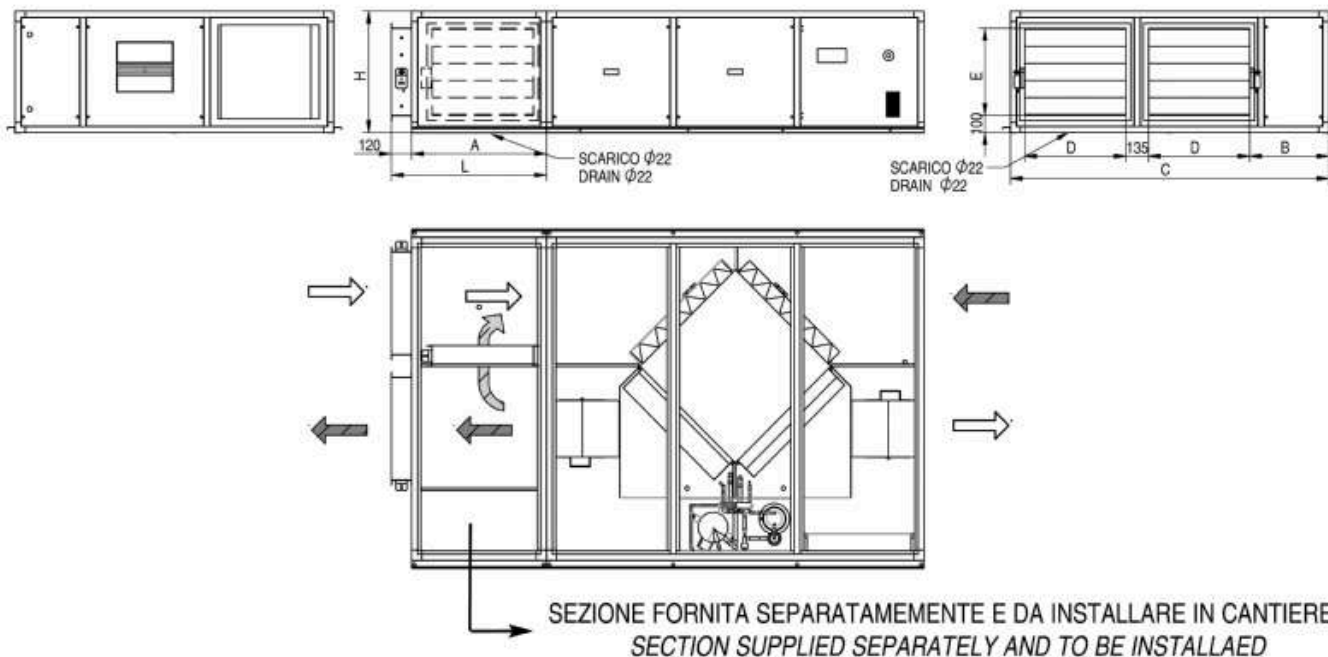 H
120
A
L
SCARICO ϕ22
DRAIN ϕ22
E
100
D
135
D
B
C
SCARICO ϕ22
DRAIN ϕ22
SEZIONE FORNITA SEPARATAMEMENTE E DA INSTALLARE IN CANTIERE
SECTION SUPPLIED SEPARATELY AND TO BE INSTALLAED